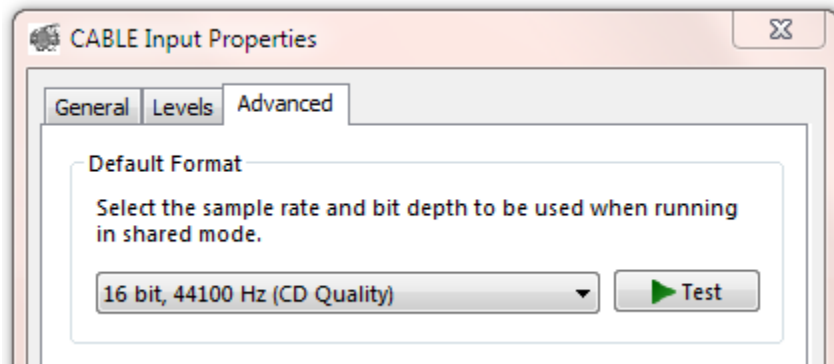 CABLE Input Properties
General Levels Advanced
Default Format
Select the sample rate and bit depth to be used when running
in shared mode.
16 bit, 44100 Hz (CD Quality) Test